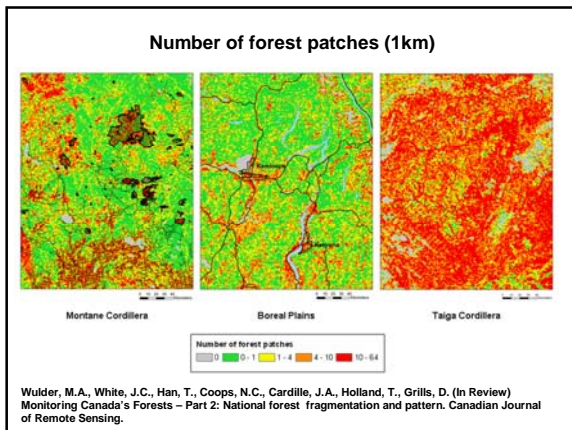 Number of forest patches (1km)
Montane Cordillera
Boreal Plains
Taiga Cordillera
Number of forest patches
0 0 - 1 1 - 4 4 - 10 10 - 64
Wulder, M.A., White, J.C., Han, T., Coops, N.C., Cardille, J.A., Holland, T., Grills, D. (In Review)
Monitoring Canada's Forests – Part 2: National forest fragmentation and pattern. Canadian Journal
of Remote Sensing.